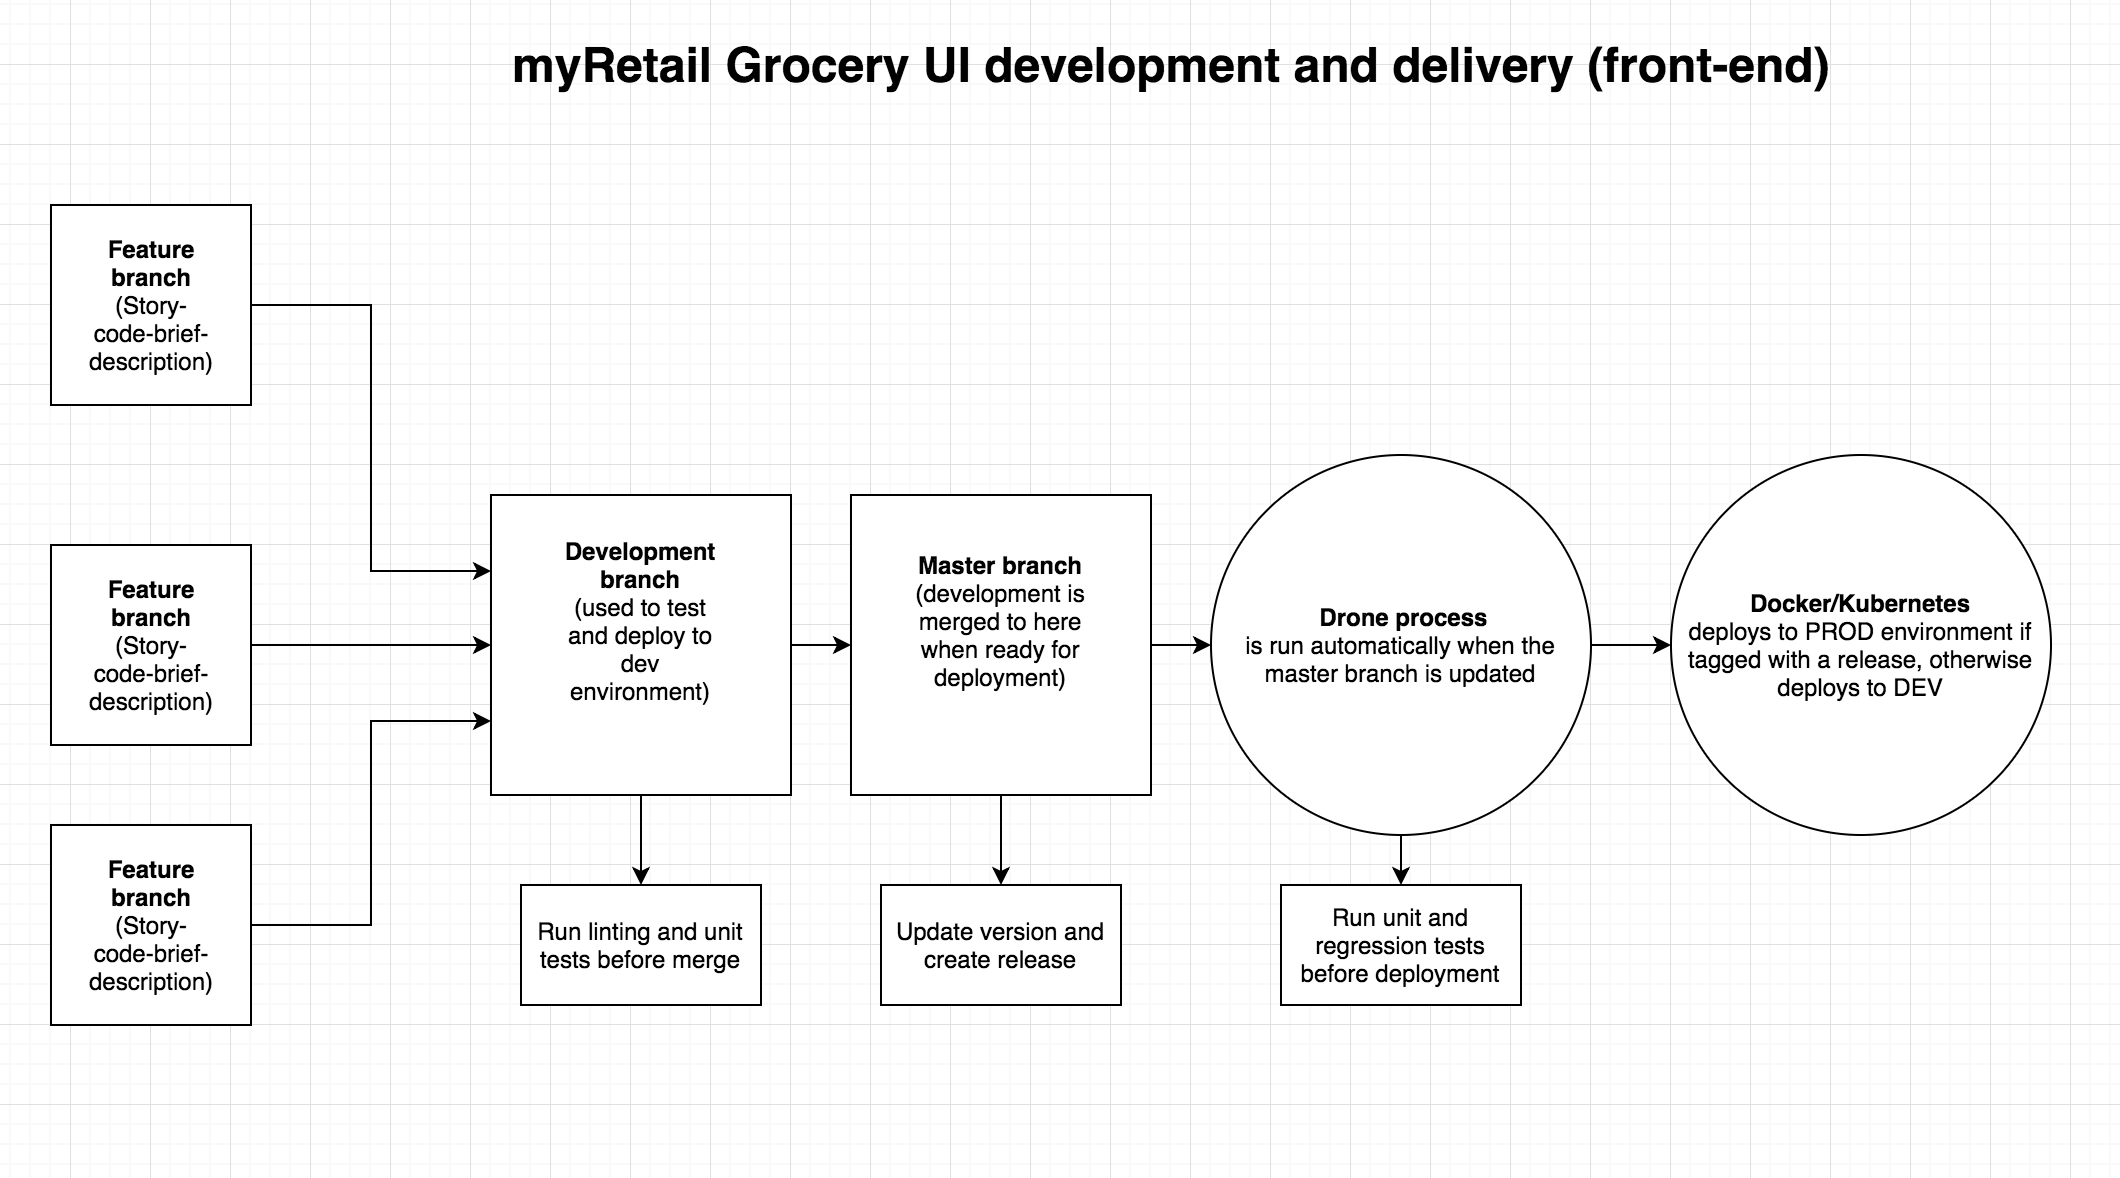 myRetail Grocery UI development and delivery (front-end)
Feature
branch
(Story-
code-brief-
description)
Feature
branch
(Story-
code-brief-
description)
Feature
branch
(Story-
code-brief-
description)
Development
branch
(used to test
and deploy to
dev
environment)
Run linting and unit
tests before merge
Master branch
(development is
merged to here
when ready for
deployment)
Update version and
create release
Drone process
is run automatically when the
master branch is updated
Run unit and
regression tests
before deployment
Docker/Kubernetes
deploys to PROD environment if
tagged with a release, otherwise
deploys to DEV